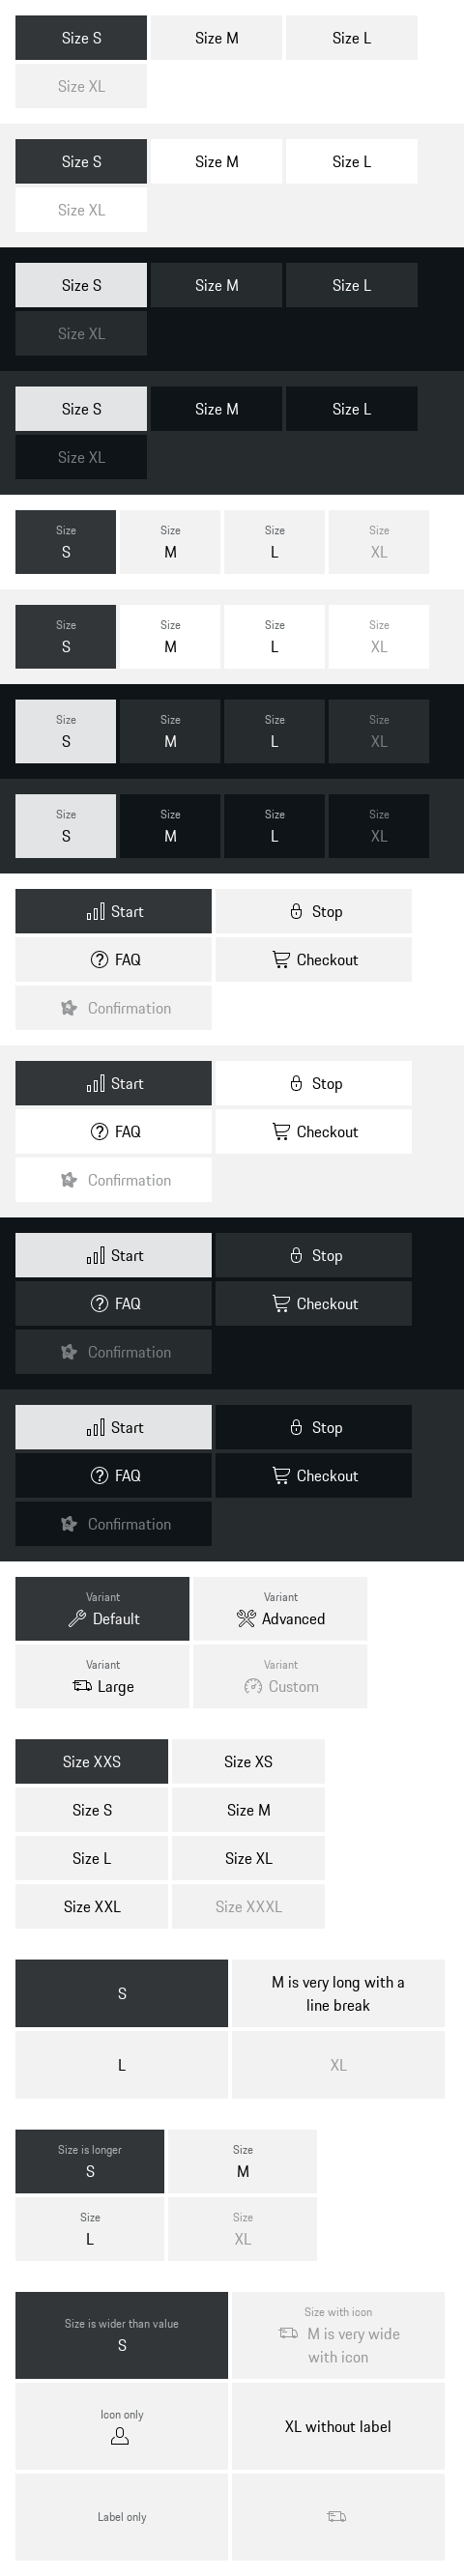 Size S Size M Size L
Size XL
Size S Size M Size L
Size XL
Size S Size M Size L
Size XL
Size S Size M Size L
Size XL
Size Size Size Size
S M L XL
Size Size Size Size
S M L XL
Size Size Size Size
S M L XL
Size Size Size Size
S M L XL
Start Stop
FAQ Checkout
Confirmation
Start Stop
FAQ Checkout
Confirmation
Start Stop
FAQ Checkout
Confirmation
Start Stop
FAQ Checkout
Confirmation
Variant Variant
Default Advanced
Variant Variant
Large Custom
Size XXS Size XS
Size S Size M
Size L Size XL
Size XXL Size XXXL
S
M is very long with a
line break
L XL
Size is longer Size
S M
Size Size
L XL
Size is wider than value
S
Size with icon
M is very wide
with icon
Icon only
XL without label
Label only